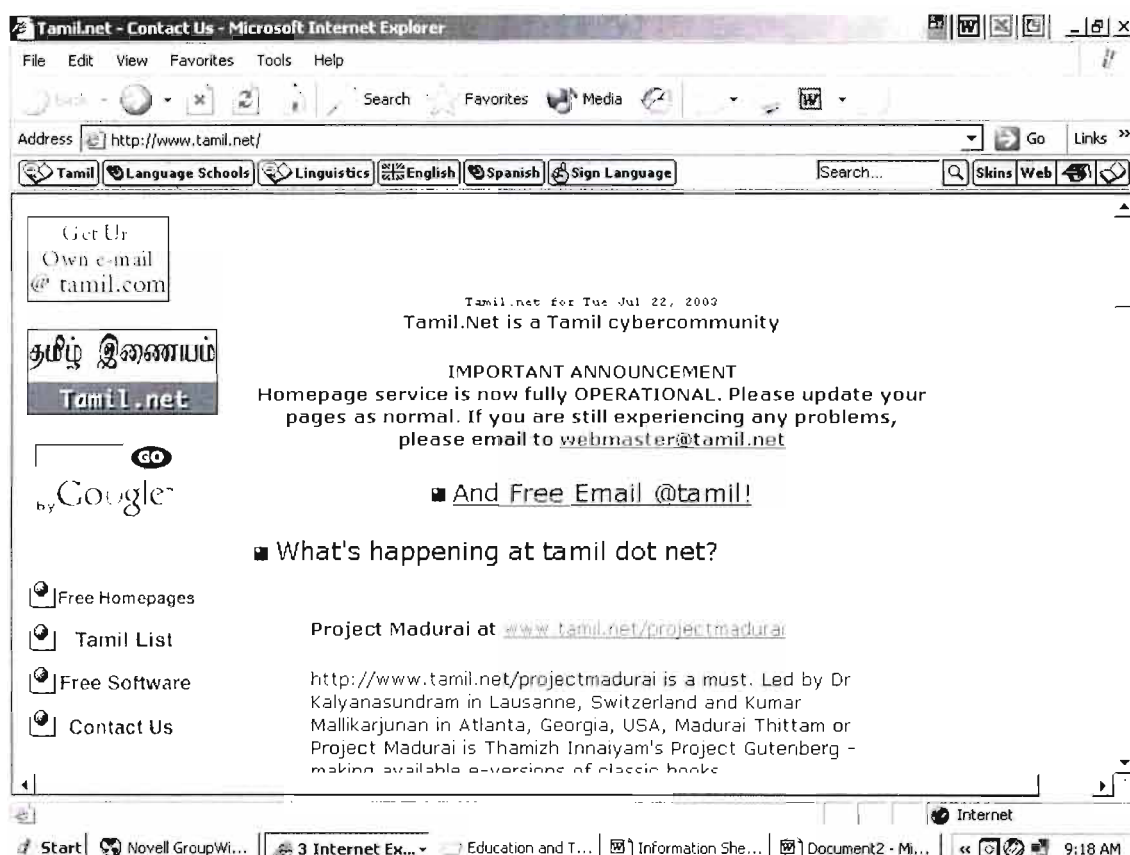 Tamil.net - Contact Us - Microsoft Internet Explorer
File Edit View Favorites Tools Help
Back Search Favorites Media
Address http://www.tamil.net/ Go Links »
Tamil Language Schools Linguistics English Spanish Sign Language Search... Skins Web
Get Ur
Own e-mail
@ tamil.com
தமிழ் இணையம்
Tamil.net
GO
by Google
Free Homepages
Tamil List
Free Software
Contact Us
Tamil.net for Tue Jul 22, 2003
Tamil.Net is a Tamil cybercommunity
IMPORTANT ANNOUNCEMENT
Homepage service is now fully OPERATIONAL. Please update your
pages as normal. If you are still experiencing any problems,
please email to webmaster@tamil.net
And Free Email @tamil!
What's happening at tamil dot net?
Project Madurai at www.tamil.net/projectmadurai
http://www.tamil.net/projectmadurai is a must. Led by Dr
Kalyanasundram in Lausanne, Switzerland and Kumar
Mallikarjunan in Atlanta, Georgia, USA, Madurai Thittam or
Project Madurai is Thamizh Innaiyam's Project Gutenberg -
making available e-versions of classic books
Internet
Start Novell GroupWi... 3 Internet Ex... Education and T... Information She... Document2 - Mi... « 9:18 AM